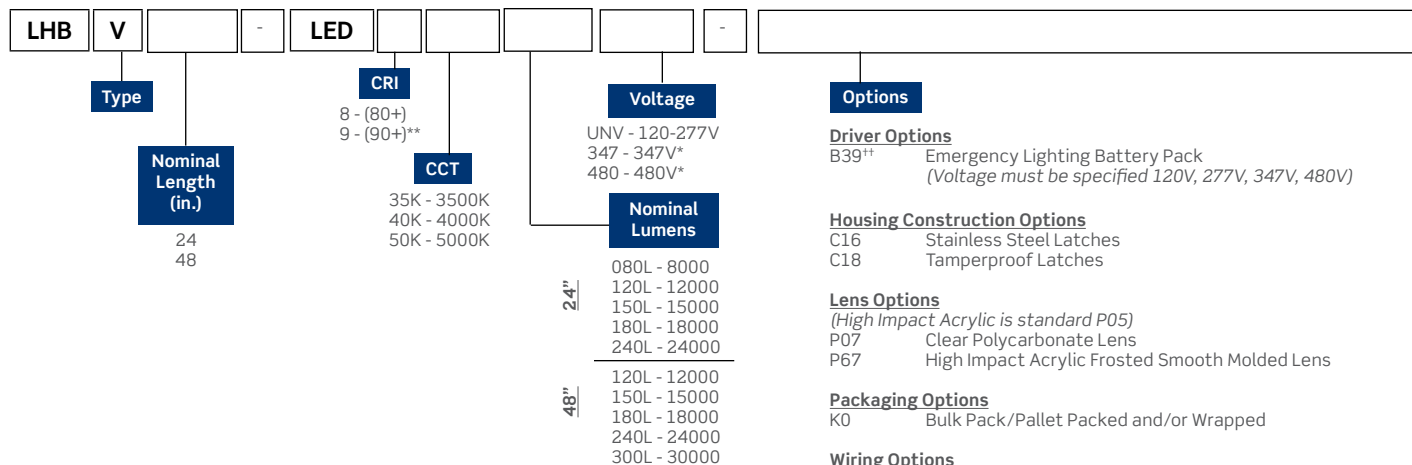 LHB V - LED -
Type
Nominal
Length
(in.)
24
48
CRI
8 - (80+)
9 - (90+)**
CCT
35K - 3500K
40K - 4000K
50K - 5000K
Voltage
UNV - 120-277V
347 - 347V*
480 - 480V*
Nominal
Lumens
24”
080L - 8000
120L - 12000
150L - 15000
180L - 18000
240L - 24000
48”
120L - 12000
150L - 15000
180L - 18000
240L - 24000
300L - 30000
Options
Driver Options
B39†† Emergency Lighting Battery Pack
(Voltage must be specified 120V, 277V, 347V, 480V)
Housing Construction Options
C16 Stainless Steel Latches
C18 Tamperproof Latches
Lens Options
(High Impact Acrylic is standard P05)
P07 Clear Polycarbonate Lens
P67 High Impact Acrylic Frosted Smooth Molded Lens
Packaging Options
K0 Bulk Pack/Pallet Packed and/or Wrapped
Wiring Options